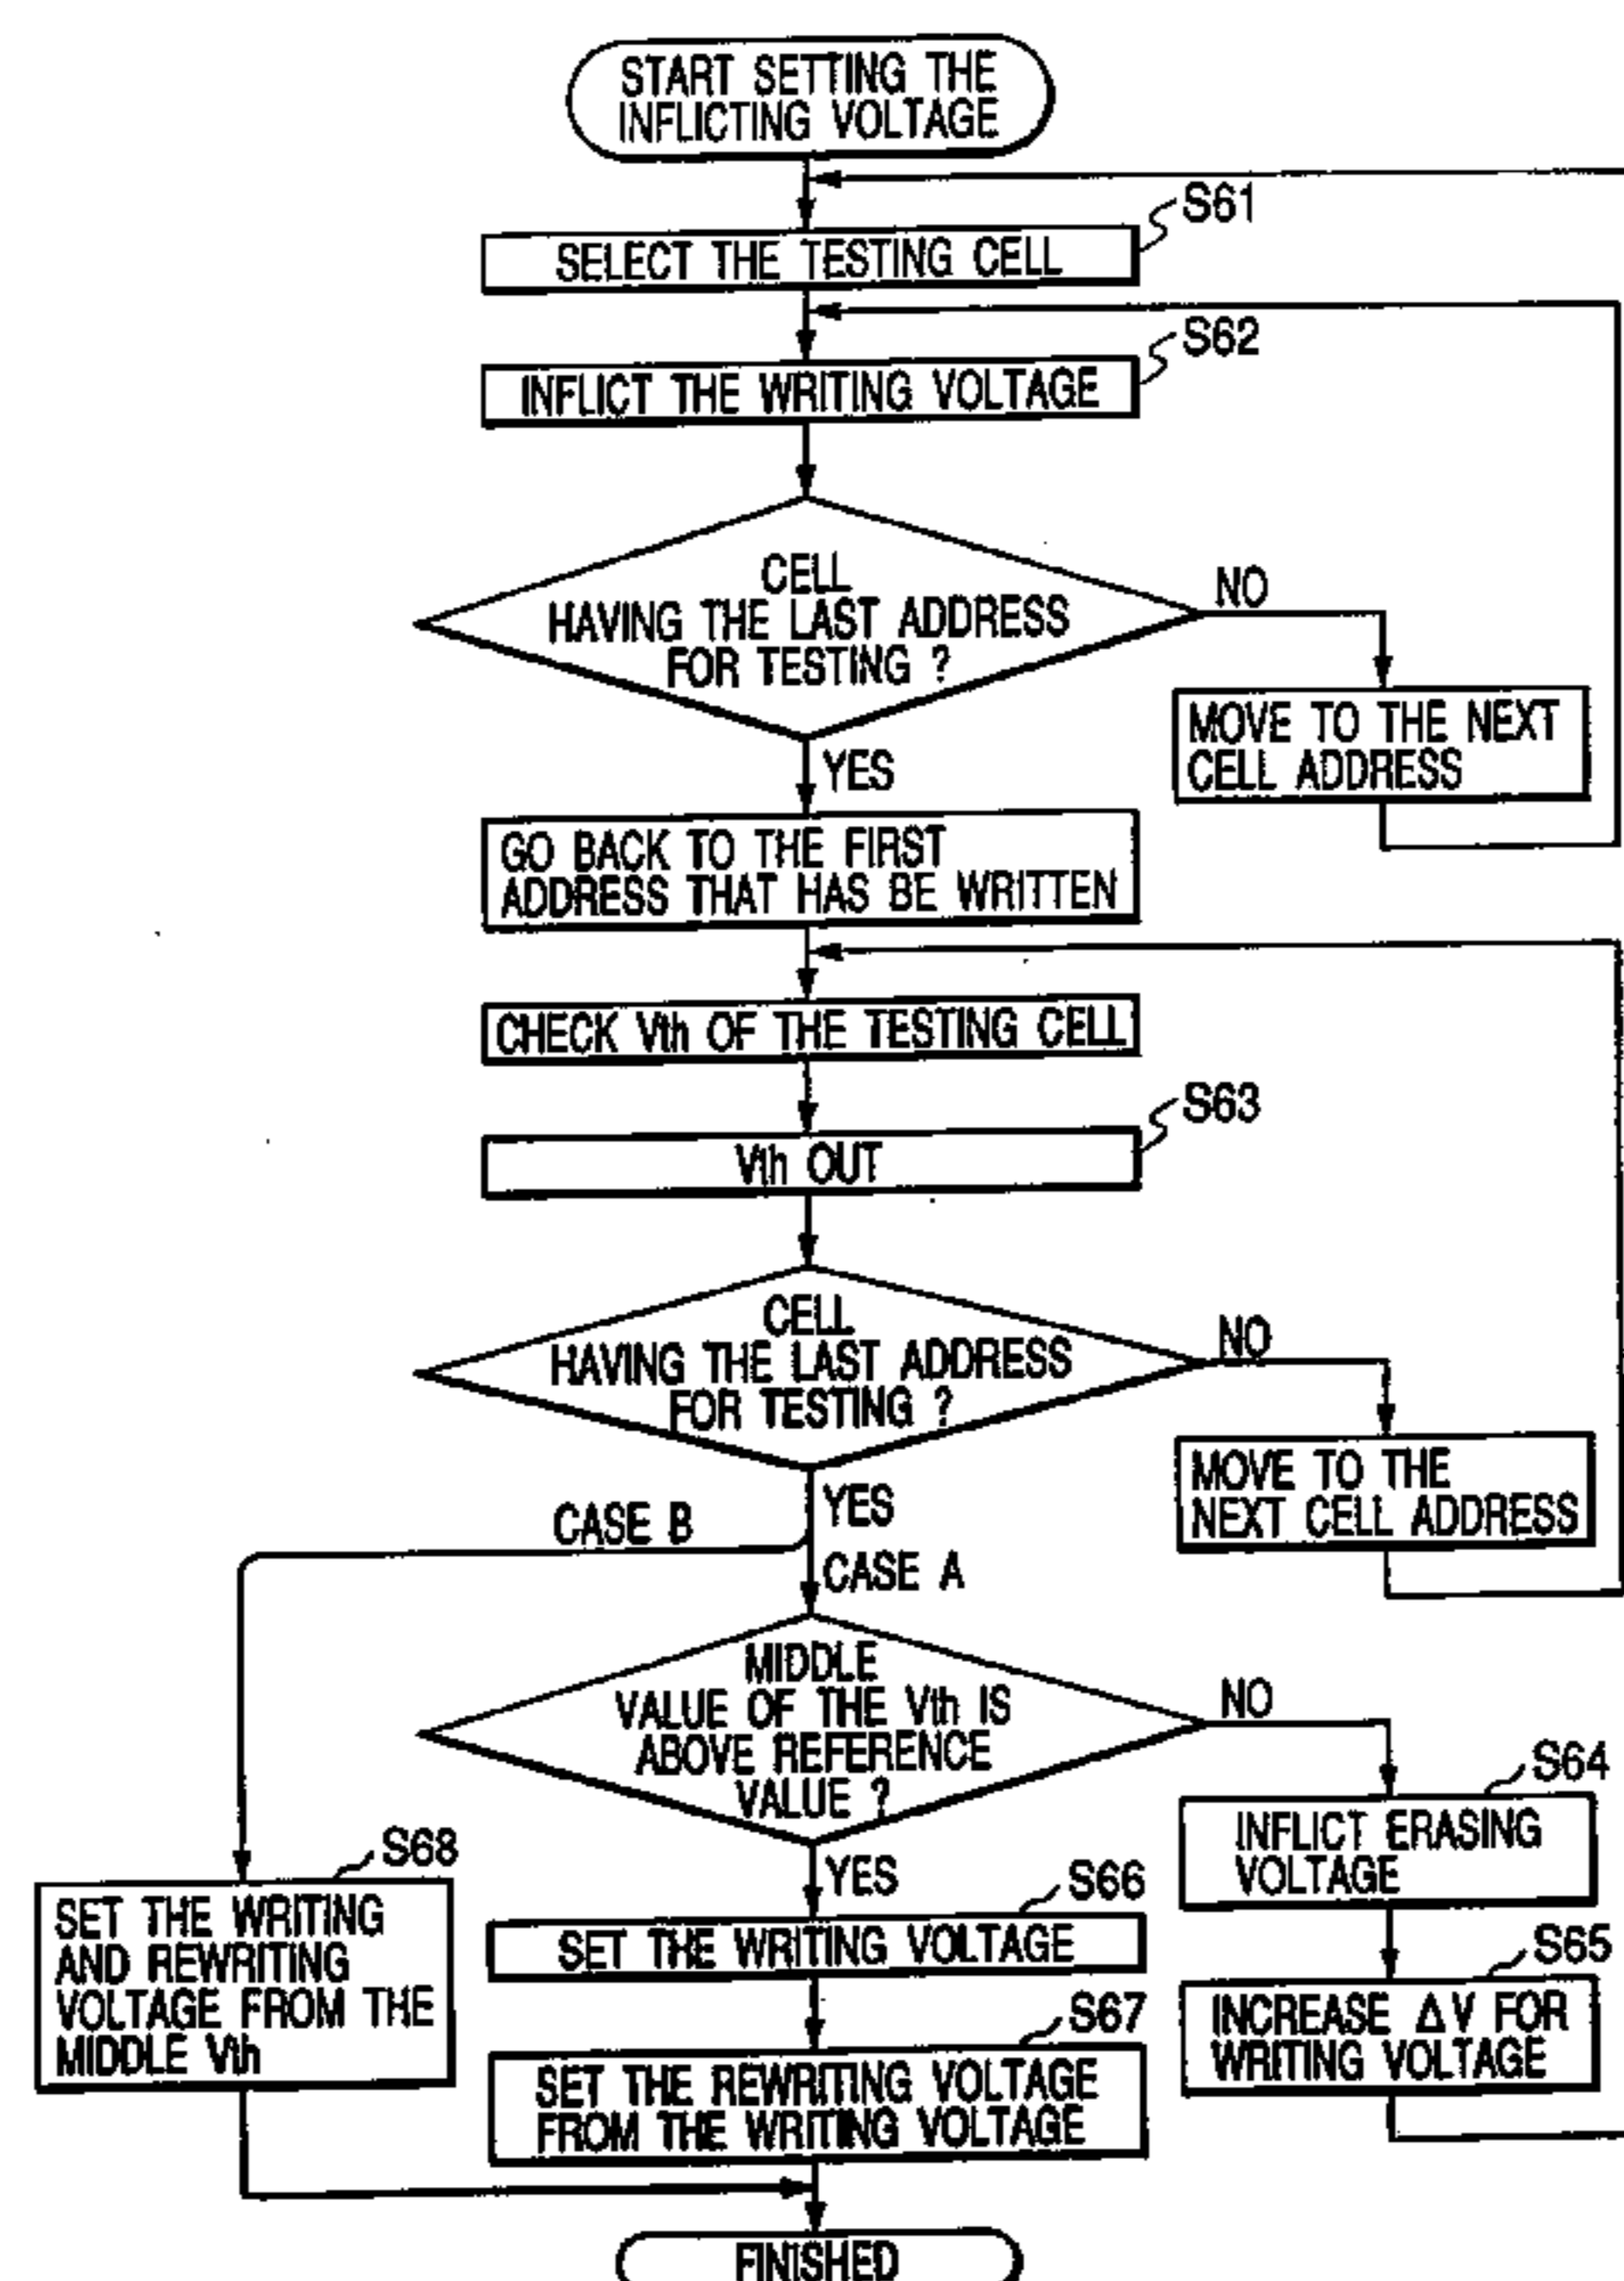 START SETTING THE
INFLICTING VOLTAGE
S61
SELECT THE TESTING CELL
S62
INFLICT THE WRITING VOLTAGE
CELL
HAVING THE LAST ADDRESS
FOR TESTING ?
NO
MOVE TO THE NEXT
CELL ADDRESS
YES
GO BACK TO THE FIRST
ADDRESS THAT HAS BE WRITTEN
CHECK Vth OF THE TESTING CELL
S63
Vth OUT
CELL
HAVING THE LAST ADDRESS
FOR TESTING ?
NO
MOVE TO THE
NEXT CELL ADDRESS
YES
CASE B
CASE A
MIDDLE
VALUE OF THE Vth IS
ABOVE REFERENCE
VALUE ?
NO
S64
INFLICT ERASING
VOLTAGE
S65
INCREASE ΔV FOR
WRITING VOLTAGE
YES
S66
SET THE WRITING VOLTAGE
S67
SET THE REWRITING VOLTAGE
FROM THE WRITING VOLTAGE
S68
SET THE WRITING
AND REWRITING
VOLTAGE FROM THE
MIDDLE Vth
FINISHED